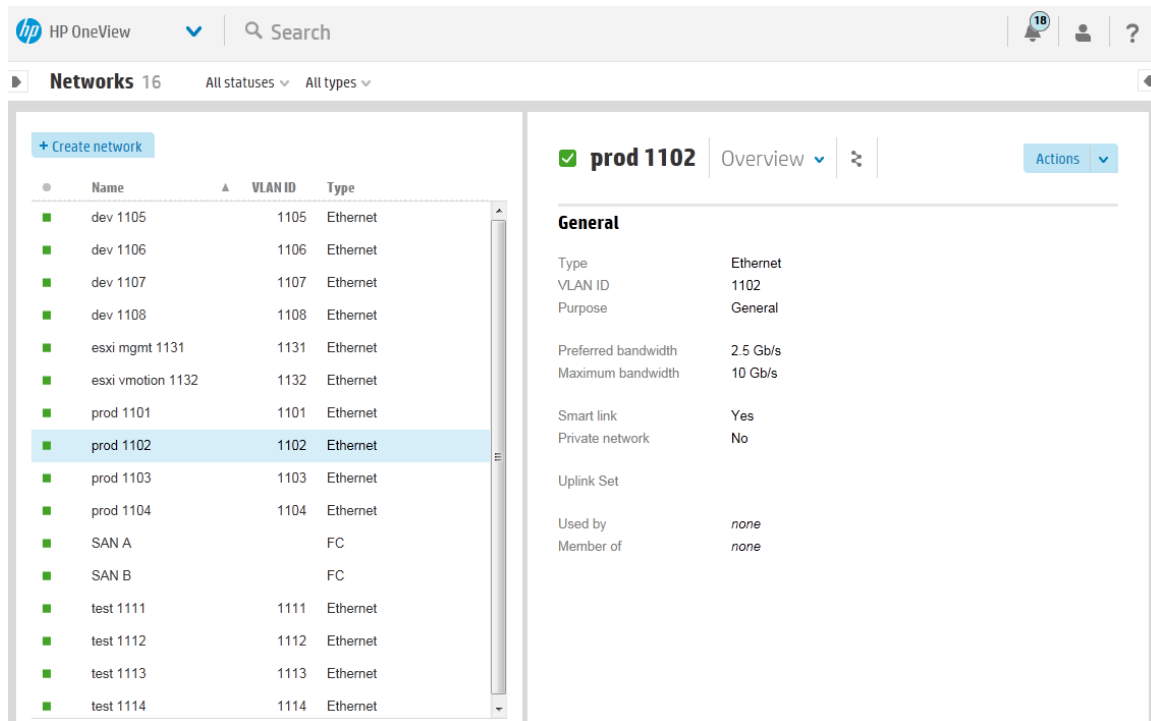 hp HP OneView Search 18 ?
Networks 16 All statuses All types
+ Create network
Name VLAN ID Type
dev 1105 1105 Ethernet
dev 1106 1106 Ethernet
dev 1107 1107 Ethernet
dev 1108 1108 Ethernet
esxi mgmt 1131 1131 Ethernet
esxi vmotion 1132 1132 Ethernet
prod 1101 1101 Ethernet
prod 1102 1102 Ethernet
prod 1103 1103 Ethernet
prod 1104 1104 Ethernet
SAN A FC
SAN B FC
test 1111 1111 Ethernet
test 1112 1112 Ethernet
test 1113 1113 Ethernet
test 1114 1114 Ethernet
prod 1102 Overview Actions
General
Type Ethernet
VLAN ID 1102
Purpose General
Preferred bandwidth 2.5 Gb/s
Maximum bandwidth 10 Gb/s
Smart link Yes
Private network No
Uplink Set
Used by none
Member of none